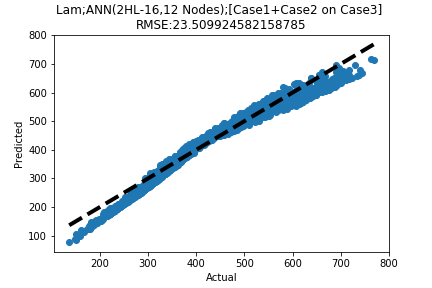 Lam;ANN(2HL-16,12 Nodes);[Case1+Case2 on Case3]
RMSE:23.509924582158785
800
700
600
500
400
300
200
100
Predicted
200 300 400 500 600 700 800
Actual